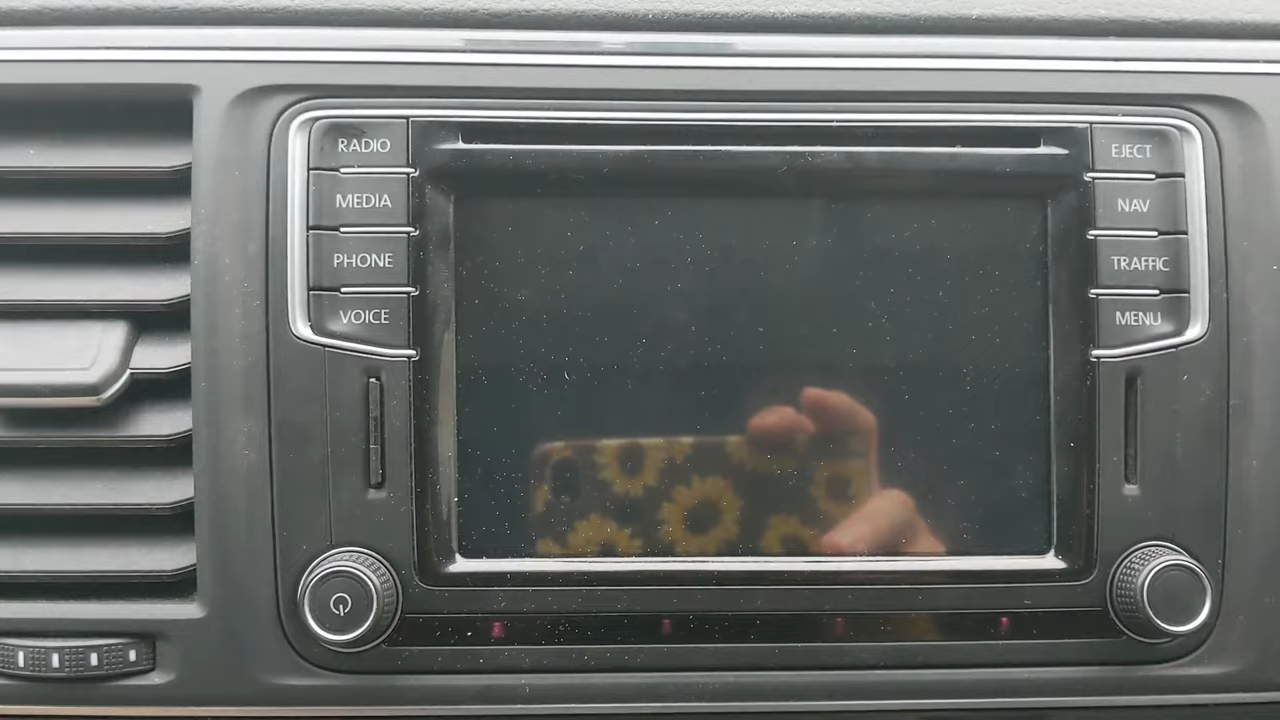 RADIO
MEDIA
PHONE
VOICE
EJECT
NAV
TRAFFIC
MENU